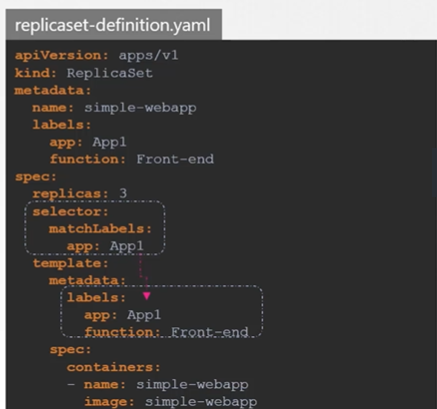 replicaset-definition.yaml
apiVersion: apps/v1
kind: ReplicaSet
metadata:
  name: simple-webapp
  labels:
    app: App1
    function: Front-end
spec:
  replicas: 3
  selector:
    matchLabels:
      app: App1
  template:
    metadata:
      labels:
        app: App1
        function: Front-end
    spec:
      containers:
      - name: simple-webapp
        image: simple-webapp